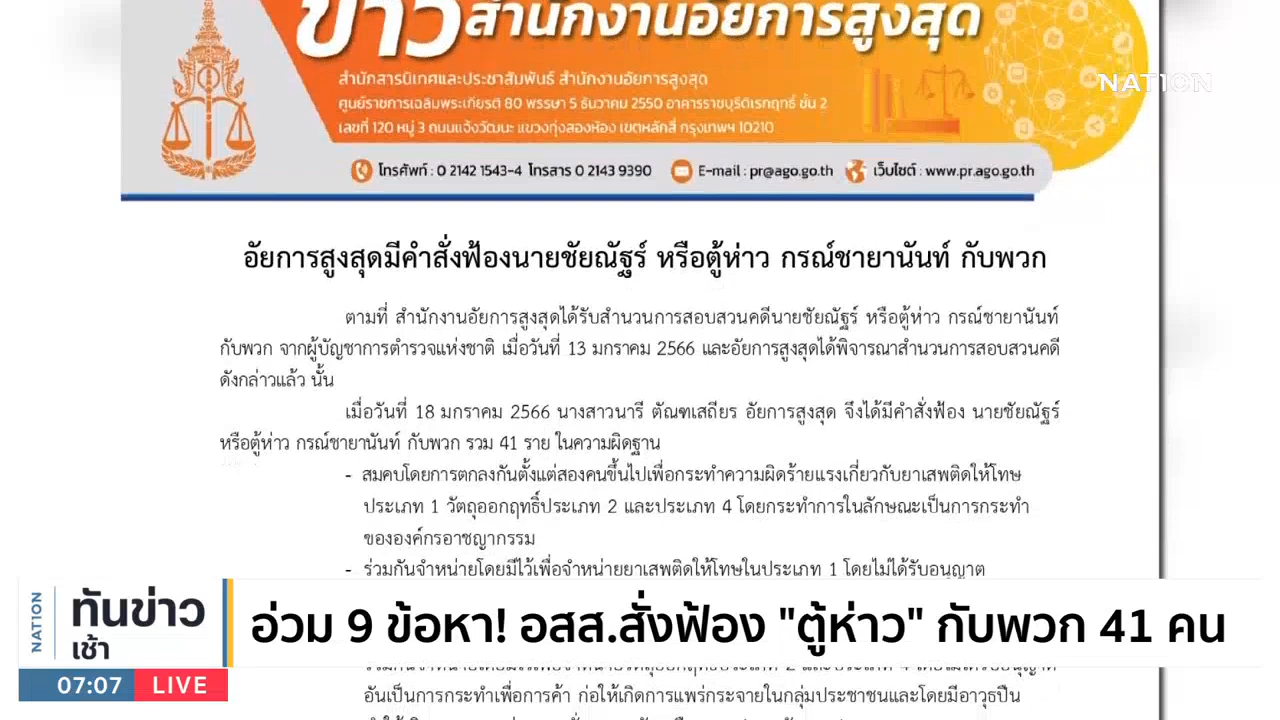 ข่าวสำนักงานอัยการสูงสุด
NATION
สำนักสารนิเทศและประชาสัมพันธ์ สำนักงานอัยการสูงสุด
ศูนย์ราชการเฉลิมพระเกียรติ 80 พรรษา 5 ธันวาคม 2550 อาคารราชบุรีดิเรกฤทธิ์ ชั้น 2
เลขที่ 120 หมู่ 3 ถนนแจ้งวัฒนะ แขวงทุ่งสองห้อง เขตหลักสี่ กรุงเทพฯ 10210
โทรศัพท์ : 0 2142 1543-4 โทรสาร 0 2143 9390 E-mail : pr@ago.go.th เว็บไซต์ : www.pr.ago.go.th
อัยการสูงสุดมีคำสั่งฟ้องนายชัยณัฐร์ หรือตู้ห่าว กรณ์ชายานันท์ กับพวก
ตามที่ สำนักงานอัยการสูงสุดได้รับสำนวนการสอบสวนคดีนายชัยณัฐร์ หรือตู้ห่าว กรณ์ชายานันท์
กับพวก จากผู้บัญชาการตำรวจแห่งชาติ เมื่อวันที่ 13 มกราคม 2566 และอัยการสูงสุดได้พิจารณาสำนวนการสอบสวนคดี
ดังกล่าวแล้ว นั้น
เมื่อวันที่ 18 มกราคม 2566 นางสาวนารี ตัณฑเสถียร อัยการสูงสุด จึงได้มีคำสั่งฟ้อง นายชัยณัฐร์
หรือตู้ห่าว กรณ์ชายานันท์ กับพวก รวม 41 ราย ในความผิดฐาน
- สมคบโดยการตกลงกันตั้งแต่สองคนขึ้นไปเพื่อกระทำความผิดร้ายแรงเกี่ยวกับยาเสพติดให้โทษ
ประเภท 1 วัตถุออกฤทธิ์ประเภท 2 และประเภท 4 โดยกระทำการในลักษณะเป็นการกระทำ
ขององค์กรอาชญากรรม
- ร่วมกันจำหน่ายโดยมีไว้เพื่อจำหน่ายยาเสพติดให้โทษในประเภท 1 โดยไม่ได้รับอนุญาต
NATION
ทันข่าว
เช้า
อ่วม 9 ข้อหา! อสส.สั่งฟ้อง "ตู้ห่าว" กับพวก 41 คน
07:07 LIVE
อันเป็นการกระทำเพื่อการค้า ก่อให้เกิดการแพร่กระจายในกลุ่มประชาชนและโดยมีอาวุธปืน